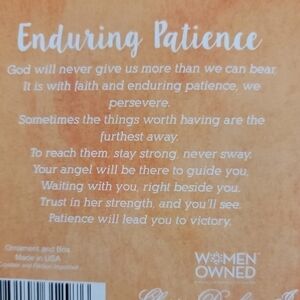 Enduring Patience
God will never give us more than we can bear.
It is with faith and enduring patience, we
persevere.
Sometimes the things worth having are the
furthest away.
To reach them, stay strong, never sway.
Your angel will be there to guide you,
Waiting with you, right beside you.
Trust in her strength, and you'll see.
Patience will lead you to victory.
Ornament and Box
Made in USA
WOMEN
OWNED